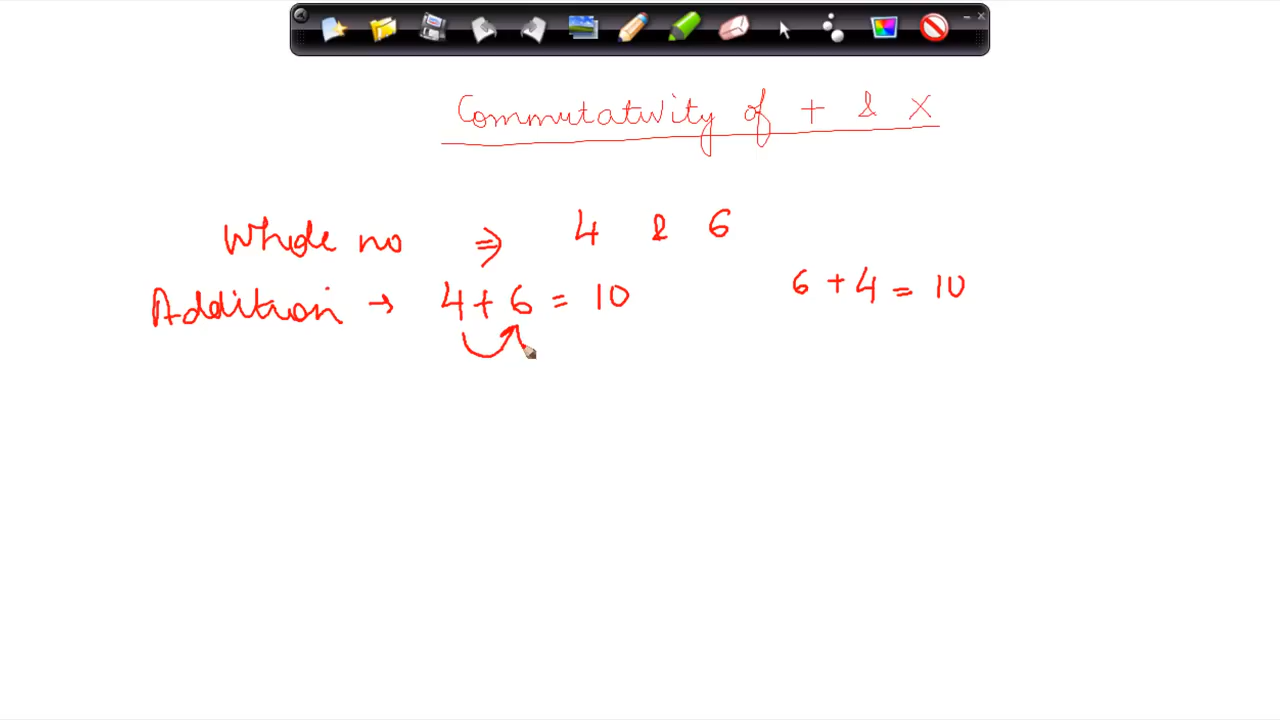 Commutativity of + & X
Whole no ⇒ 4 & 6
Addition → 4 + 6 = 10 6 + 4 = 10